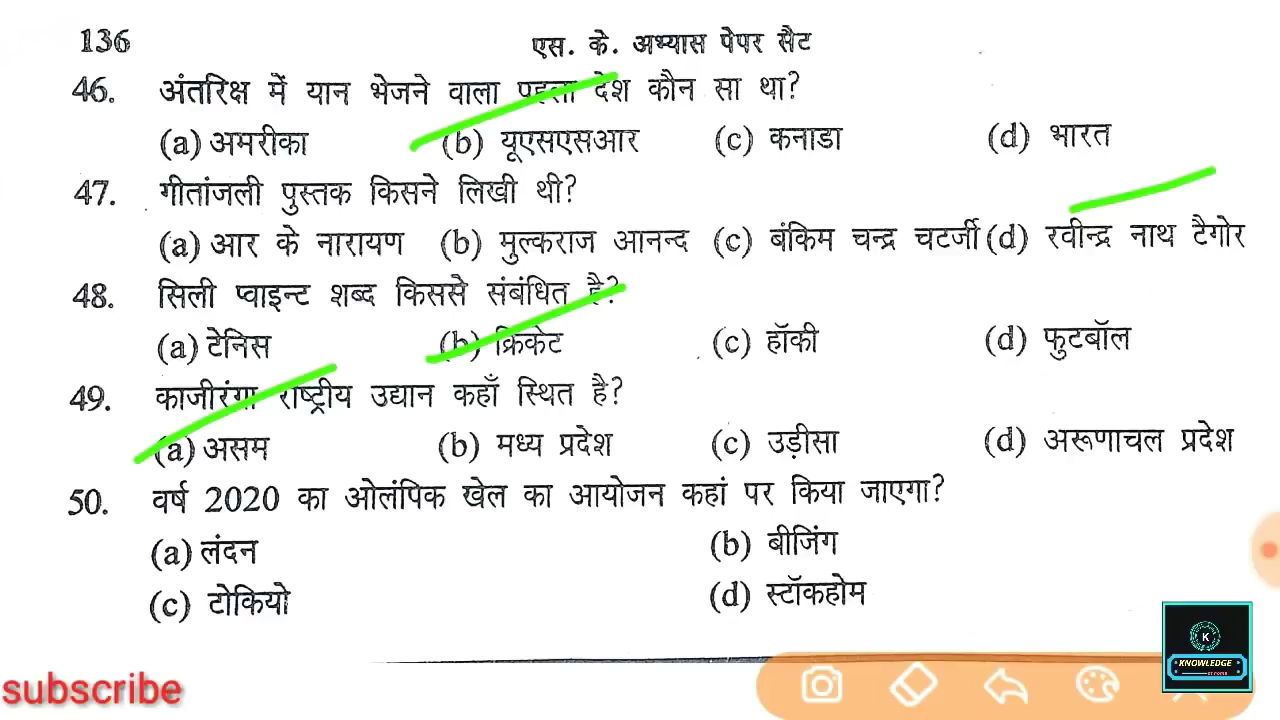 136 एस. के. अभ्यास पेपर सैट
46. अंतरिक्ष में यान भेजने वाला पहला देश कौन सा था?
(a) अमरीका (b) यूएसएसआर (c) कनाडा (d) भारत
47. गीतांजली पुस्तक किसने लिखी थी?
(a) आर के नारायण (b) मुल्कराज आनन्द (c) बंकिम चन्द्र चटर्जी (d) रवीन्द्र नाथ टैगोर
48. सिली प्वाइन्ट शब्द किससे संबंधित है?
(a) टेनिस (b) क्रिकेट (c) हॉकी (d) फुटबॉल
49. काजीरंगा राष्ट्रीय उद्यान कहाँ स्थित है?
(a) असम (b) मध्य प्रदेश (c) उड़ीसा (d) अरूणाचल प्रदेश
50. वर्ष 2020 का ओलंपिक खेल का आयोजन कहां पर किया जाएगा?
(a) लंदन (b) बीजिंग
(c) टोकियो (d) स्टॉकहोम
K
KNOWLEDGE
subscribe